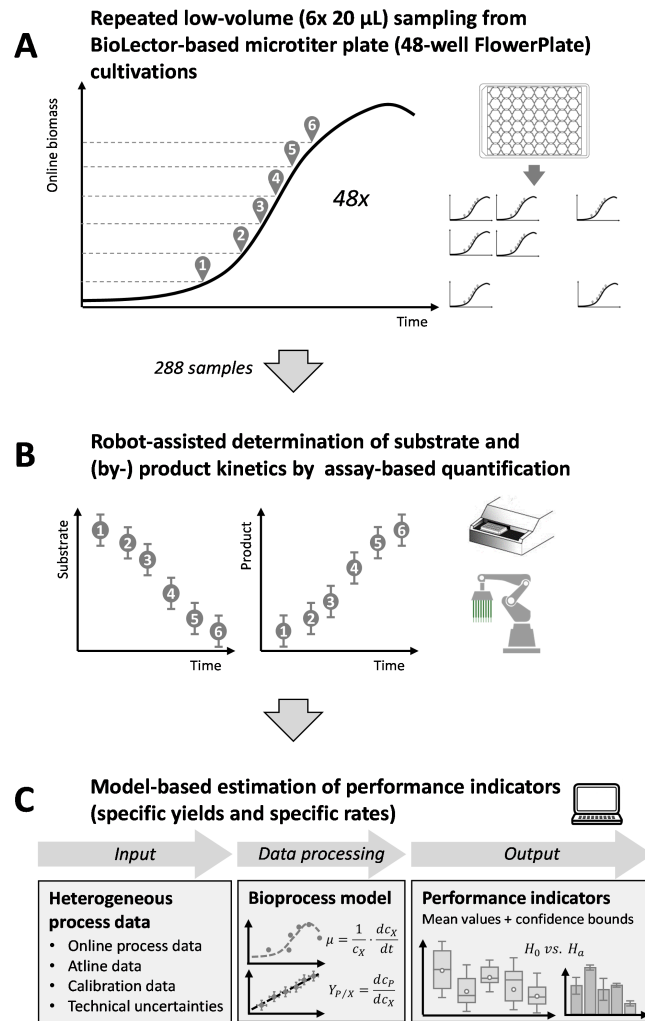 A
Repeated low-volume (6x 20 µL) sampling from
BioLector-based microtiter plate (48-well FlowerPlate)
cultivations
Online biomass
1
2
3
4
5
6
48x
Time
288 samples
B
Robot-assisted determination of substrate and
(by-) product kinetics by assay-based quantification
Substrate
1
2
3
4
5
6
Time
Product
1
2
3
4
5
6
Time
C
Model-based estimation of performance indicators
(specific yields and specific rates)
Input
Data processing
Output
Heterogeneous
process data
• Online process data
• Atline data
• Calibration data
• Technical uncertainties
Bioprocess model
μ = 1/c_X · dc_X/dt
Y_P/X = dc_P/dc_X
Performance indicators
Mean values + confidence bounds
H_0 vs. H_a